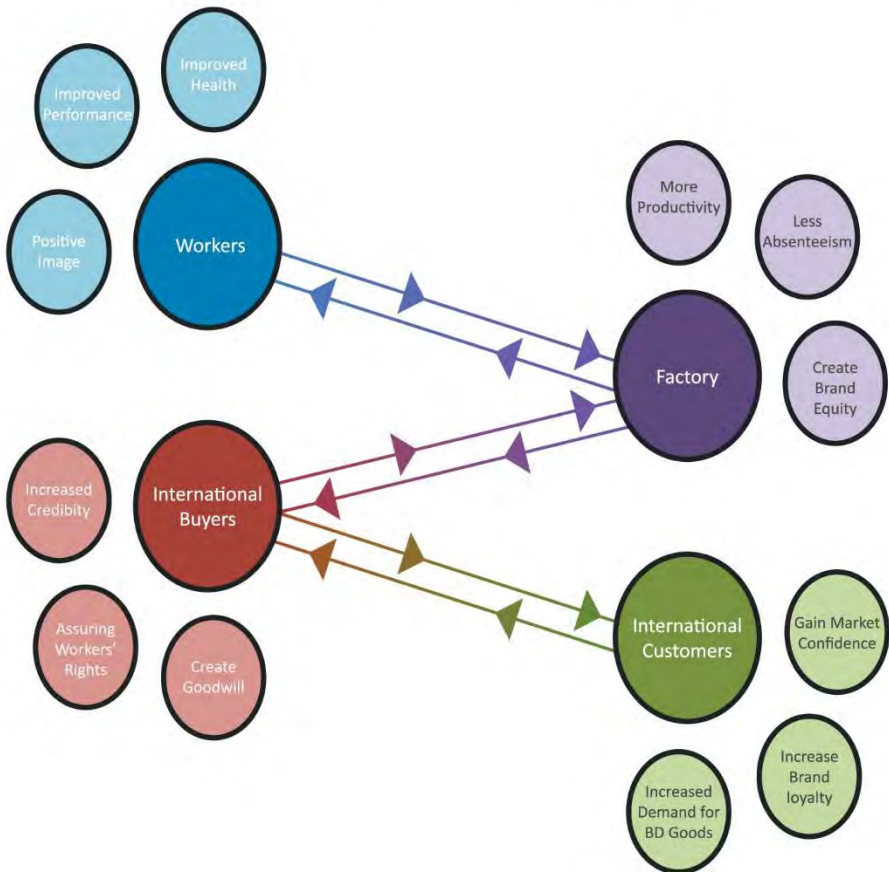 Improved
Health
Improved
Performance
Positive
Image
Workers
More
Productivity
Less
Absenteeism
Factory
Create
Brand
Equity
Increased
Credibity
International
Buyers
Assuring
Workers'
Rights
Create
Goodwill
International
Customers
Gain Market
Confidence
Increase
Brand
loyalty
Increased
Demand for
BD Goods